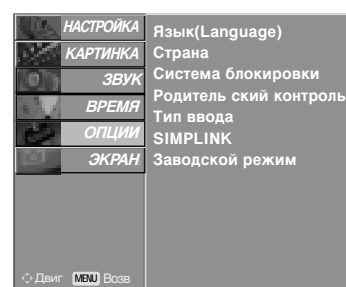 НАСТРОЙКА
КАРТИНКА
ЗВУК
ВРЕМЯ
ОПЦИИ
ЭКРАН
Язык(Language)
Страна
Система блокировки
Родитель ский контроль
Тип ввода
SIMPLINK
Заводской режим
Двиг MENU Возв